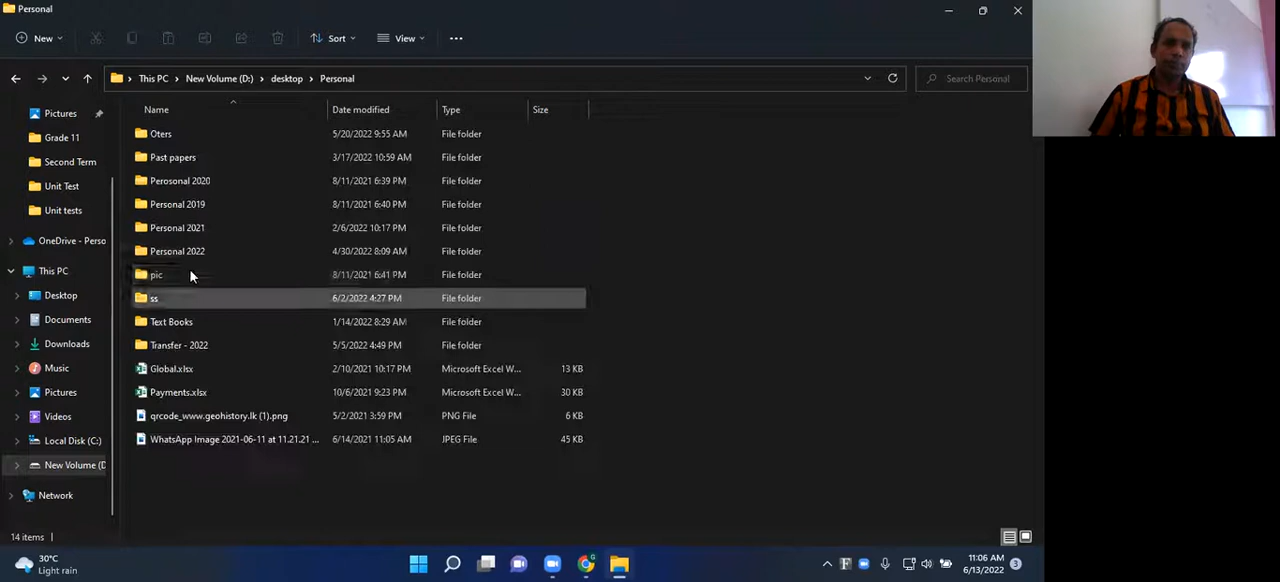 Personal
New
Sort
View
This PC
New Volume (D:)
desktop
Personal
Search Personal
Name
Date modified
Type
Size
Oters 5/20/2022 9:55 AM File folder
Past papers 3/17/2022 10:59 AM File folder
Perosonal 2020 8/11/2021 6:39 PM File folder
Personal 2019 8/11/2021 6:40 PM File folder
Personal 2021 2/6/2022 10:17 PM File folder
Personal 2022 4/30/2022 8:09 AM File folder
pic 8/11/2021 6:41 PM File folder
ss 6/2/2022 4:27 PM File folder
Text Books 1/14/2022 8:29 AM File folder
Transfer - 2022 5/5/2022 4:49 PM File folder
Global.xlsx 2/10/2021 10:17 PM Microsoft Excel W... 13 KB
Payments.xlsx 10/6/2021 9:23 PM Microsoft Excel W... 30 KB
qrcode_www.geohistory.lk (1).png 5/2/2021 3:59 PM PNG File 6 KB
WhatsApp Image 2021-06-11 at 11.21.21 ... 6/14/2021 11:05 AM JPEG File 45 KB
Pictures
Grade 11
Second Term
Unit Test
Unit tests
OneDrive - Perso
This PC
Desktop
Documents
Downloads
Music
Pictures
Videos
Local Disk (C:)
New Volume (D
Network
14 items
30°C
Light rain
11:06 AM
6/13/2022
3